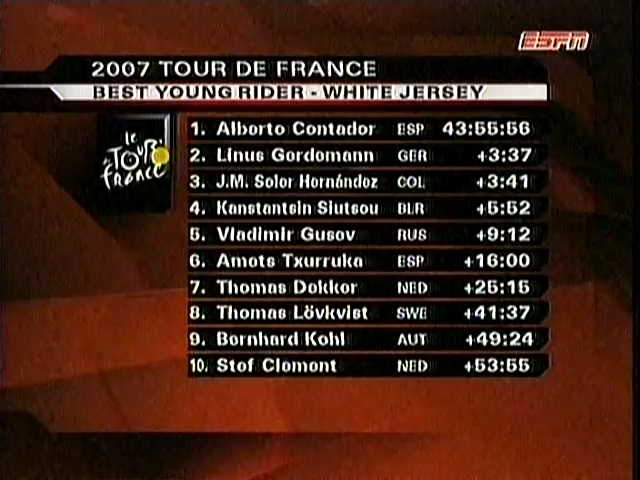 ESPN
2007 TOUR DE FRANCE
BEST YOUNG RIDER - WHITE JERSEY
le TOUR de france
1. Alberto Contador ESP 43:55:56
2. Linus Gerdemann GER +3:37
3. J.M. Soler Hernández COL +3:41
4. Kanstantsin Siutsou BLR +5:52
5. Vladimir Gusev RUS +9:12
6. Amets Txurruka ESP +16:00
7. Thomas Dekker NED +25:15
8. Thomas Lövkvist SWE +41:37
9. Bernhard Kohl AUT +49:24
10. Stef Clement NED +53:55